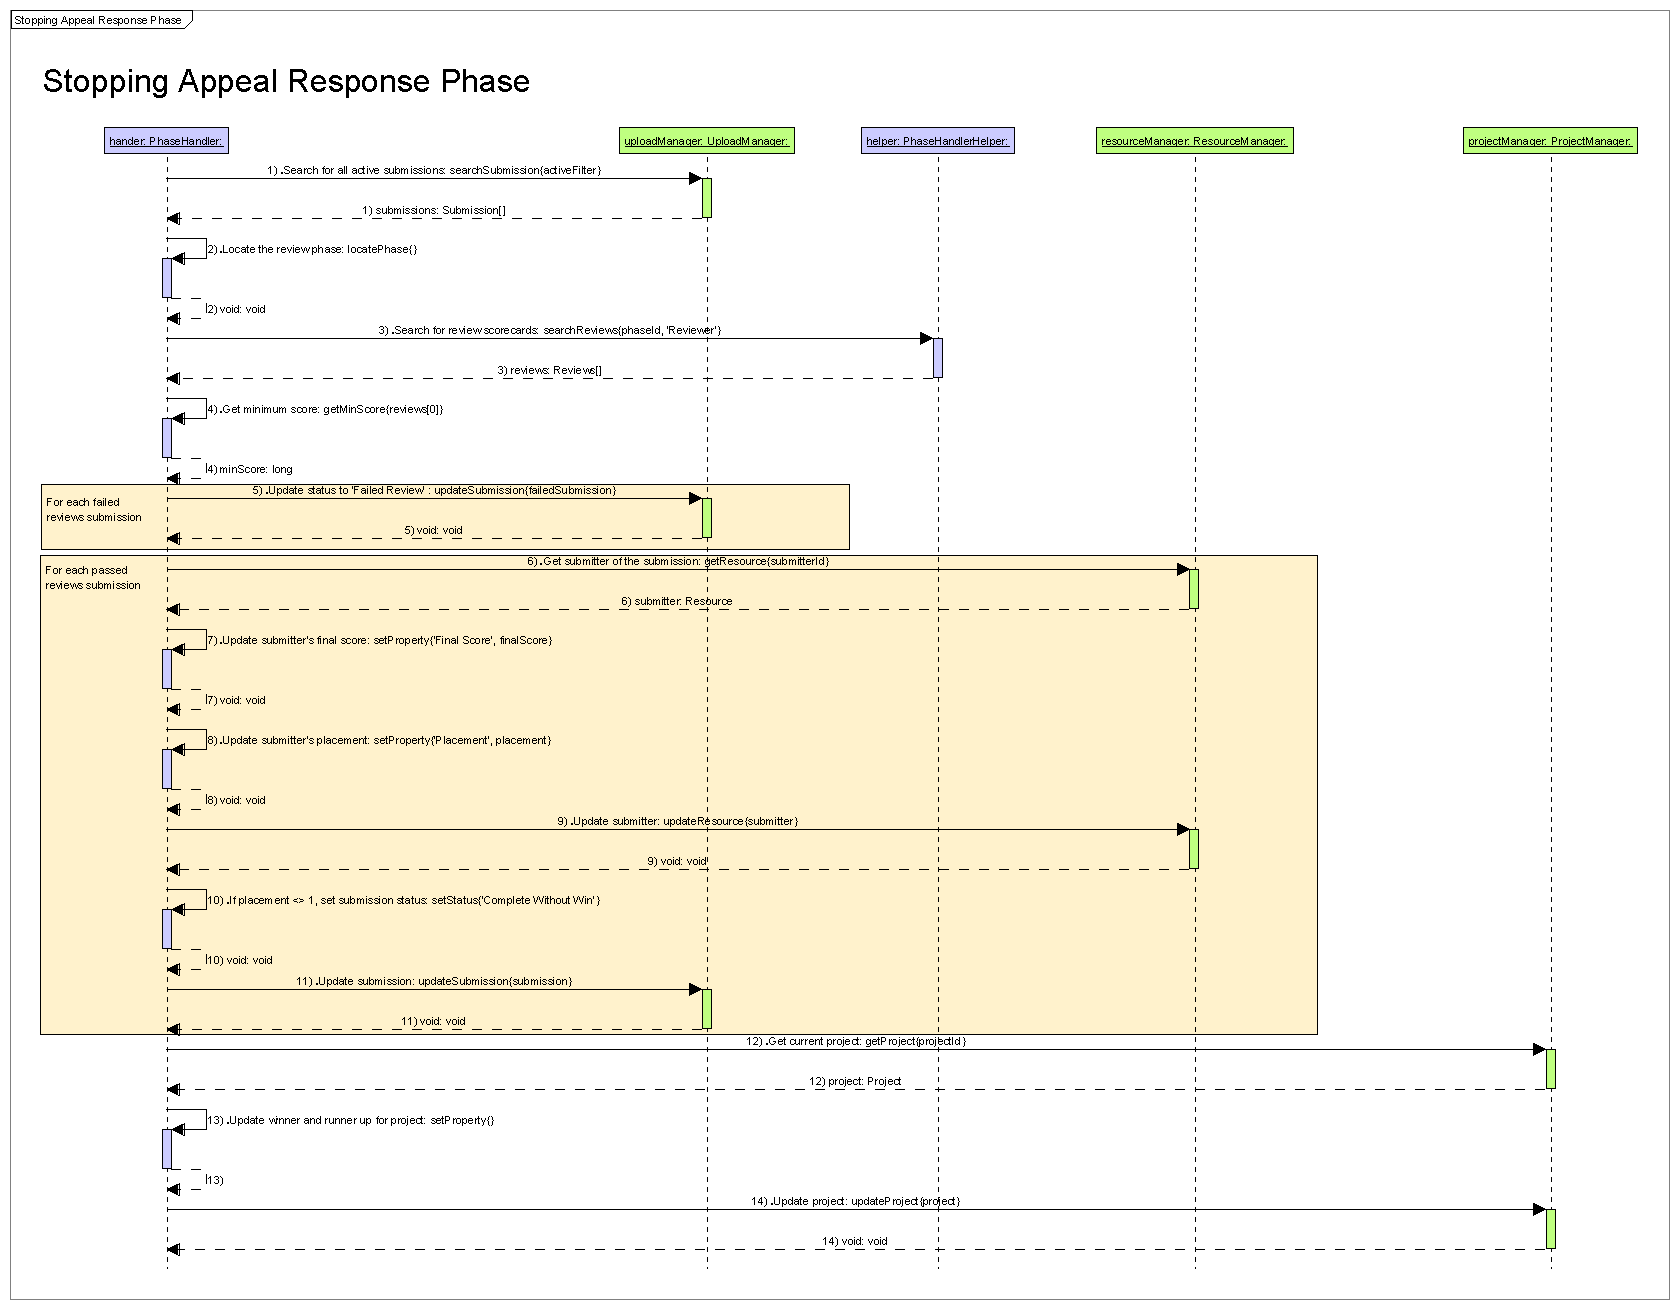 Stopping Appeal Response Phase
Stopping Appeal Response Phase
hander: PhaseHandler:
uploadManager: UploadManager:
helper: PhaseHandlerHelper:
resourceManager: ResourceManager:
projectManager: ProjectManager:
1) .Search for all active submissions: searchSubmission{activeFilter}
1) submissions: Submission[]
2) .Locate the review phase: locatePhase{}
2) void: void
3) .Search for review scorecards: searchReviews{phaseId, 'Reviewer'}
3) reviews: Reviews[]
4) .Get minimum score: getMinScore{reviews[0]}
4) minScore: long
For each failed
reviews submission
5) .Update status to 'Failed Review' : updateSubmission{failedSubmission}
5) void: void
For each passed
reviews submission
6) .Get submitter of the submission: getResource{submitterId}
6) submitter: Resource
7) .Update submitter's final score: setProperty{'Final Score', finalScore}
7) void: void
8) .Update submitter's placement: setProperty{'Placement', placement}
8) void: void
9) .Update submitter: updateResource{submitter}
9) void: void
10) .If placement <> 1, set submission status: setStatus{'Complete Without Win'}
10) void: void
11) .Update submission: updateSubmission{submission}
11) void: void
12) .Get current project: getProject{projectId}
12) project: Project
13) .Update winner and runner up for project: setProperty{}
13)
14) .Update project: updateProject{project}
14) void: void